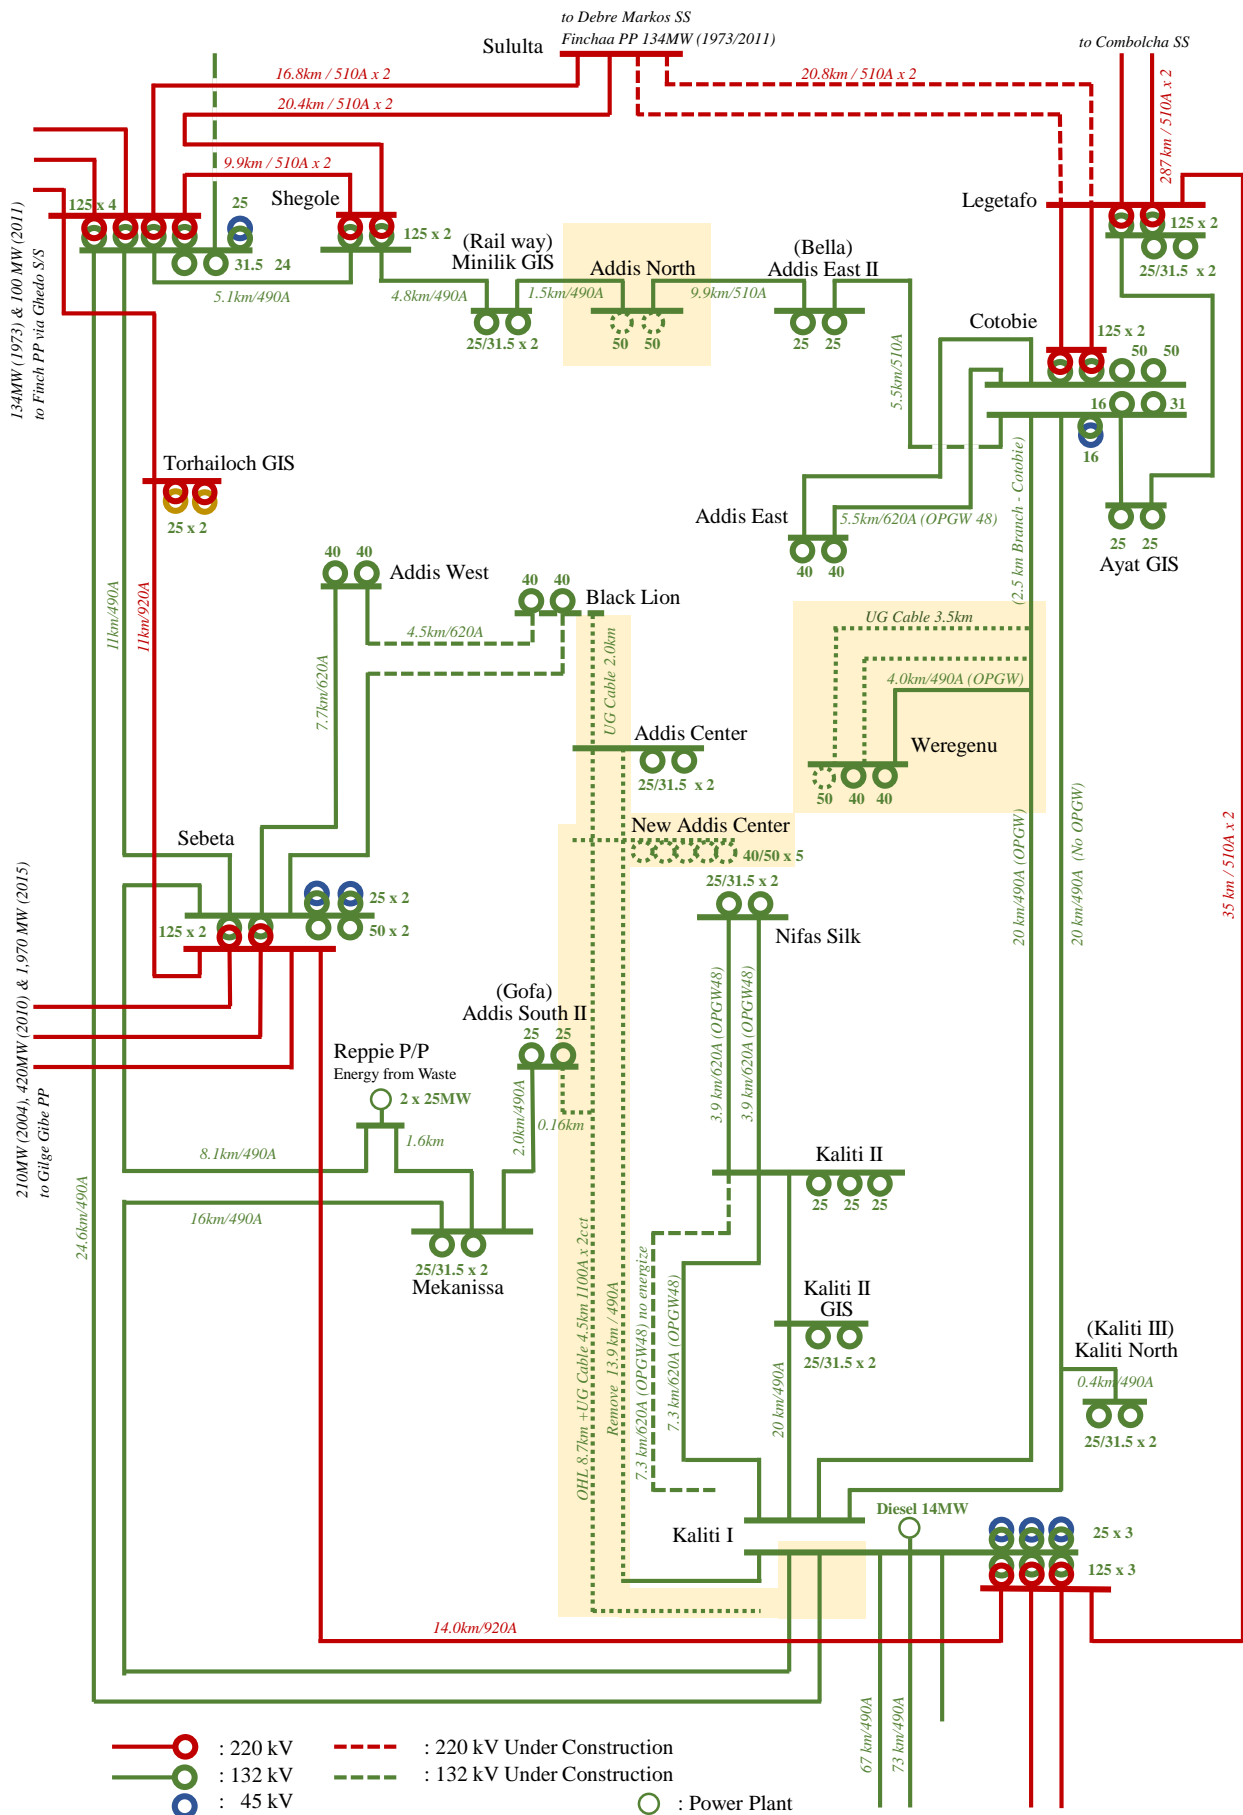 to Debre Markos SS
Finchaa PP 134MW (1973/2011)
Sululta
to Combolcha SS
16.8km / 510A x 2
20.8km / 510A x 2
20.4km / 510A x 2
287 km / 510A x 2
9.9km / 510A x 2
125 x 4
25
Shegole
Legetafo
125 x 2
125 x 2
31.5 24
(Rail way)
Minilik GIS
Addis North
(Bella)
Addis East II
25/31.5 x 2
134MW (1973) & 100 MW (2011)
to Finch PP via Ghedo S/S
5.1km/490A
4.8km/490A
1.5km/490A
9.9km/510A
25/31.5 x 2
50 50
25 25
Cotobie
125 x 2
50 50
5.5km/510A
16 31
16
Torhailoch GIS
25 x 2
(2.5 km Branch - Cotobie)
Addis East
5.5km/620A (OPGW 48)
40 40
25 25
Ayat GIS
40 40
Addis West
40 40
Black Lion
11km/490A
11km/920A
4.5km/620A
UG Cable 3.5km
7.7km/620A
UG Cable 2.0km
4.0km/490A (OPGW)
Addis Center
25/31.5 x 2
Weregenu
50 40 40
Sebeta
New Addis Center
40/50 x 5
25/31.5 x 2
25 x 2
125 x 2
50 x 2
Nifas Silk
20 km/490A (OPGW)
20 km/490A (No OPGW)
35 km / 510A x 2
210MW (2004), 420MW (2010) & 1,970 MW (2015)
to Gilge Gibe PP
(Gofa)
Addis South II
25 25
3.9 km/620A (OPGW48)
3.9 km/620A (OPGW48)
Reppie P/P
Energy from Waste
2 x 25MW
2.0km/490A
0.16km
8.1km/490A
1.6km
Kaliti II
25 25 25
16km/490A
24.6km/490A
25/31.5 x 2
Mekanissa
OHL 8.7km +UG Cable 4.5km 1100A x 2cct
Remove 13.9 km / 490A
7.3 km/620A (OPGW48) no energize
7.3 km/620A (OPGW48)
Kaliti II
GIS
25/31.5 x 2
20 km/490A
(Kaliti III)
Kaliti North
0.4km/490A
25/31.5 x 2
Diesel 14MW
Kaliti I
25 x 3
125 x 3
14.0km/920A
67 km/490A
73 km/490A
: 220 kV
: 220 kV Under Construction
: 132 kV
: 132 kV Under Construction
: 45 kV
: Power Plant